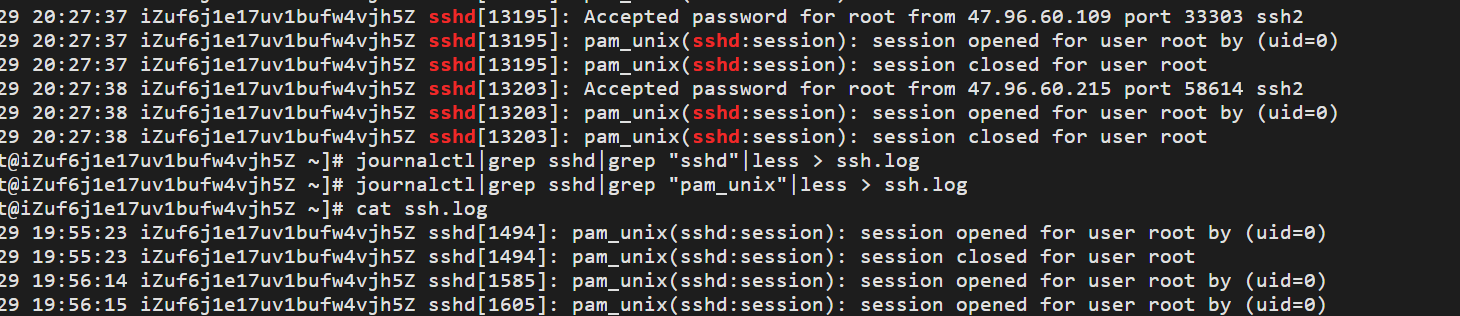 29 20:27:37 iZuf6j1e17uv1bufw4vjh5Z sshd[13195]: Accepted password for root from 47.96.60.109 port 33303 ssh2
29 20:27:37 iZuf6j1e17uv1bufw4vjh5Z sshd[13195]: pam_unix(sshd:session): session opened for user root by (uid=0)
29 20:27:37 iZuf6j1e17uv1bufw4vjh5Z sshd[13195]: pam_unix(sshd:session): session closed for user root
29 20:27:38 iZuf6j1e17uv1bufw4vjh5Z sshd[13203]: Accepted password for root from 47.96.60.215 port 58614 ssh2
29 20:27:38 iZuf6j1e17uv1bufw4vjh5Z sshd[13203]: pam_unix(sshd:session): session opened for user root by (uid=0)
29 20:27:38 iZuf6j1e17uv1bufw4vjh5Z sshd[13203]: pam_unix(sshd:session): session closed for user root
t@iZuf6j1e17uv1bufw4vjh5Z ~]# journalctl|grep sshd|grep "sshd"|less > ssh.log
t@iZuf6j1e17uv1bufw4vjh5Z ~]# journalctl|grep sshd|grep "pam_unix"|less > ssh.log
t@iZuf6j1e17uv1bufw4vjh5Z ~]# cat ssh.log
29 19:55:23 iZuf6j1e17uv1bufw4vjh5Z sshd[1494]: pam_unix(sshd:session): session opened for user root by (uid=0)
29 19:55:23 iZuf6j1e17uv1bufw4vjh5Z sshd[1494]: pam_unix(sshd:session): session closed for user root
29 19:56:14 iZuf6j1e17uv1bufw4vjh5Z sshd[1585]: pam_unix(sshd:session): session opened for user root by (uid=0)
29 19:56:15 iZuf6j1e17uv1bufw4vjh5Z sshd[1605]: pam_unix(sshd:session): session opened for user root by (uid=0)